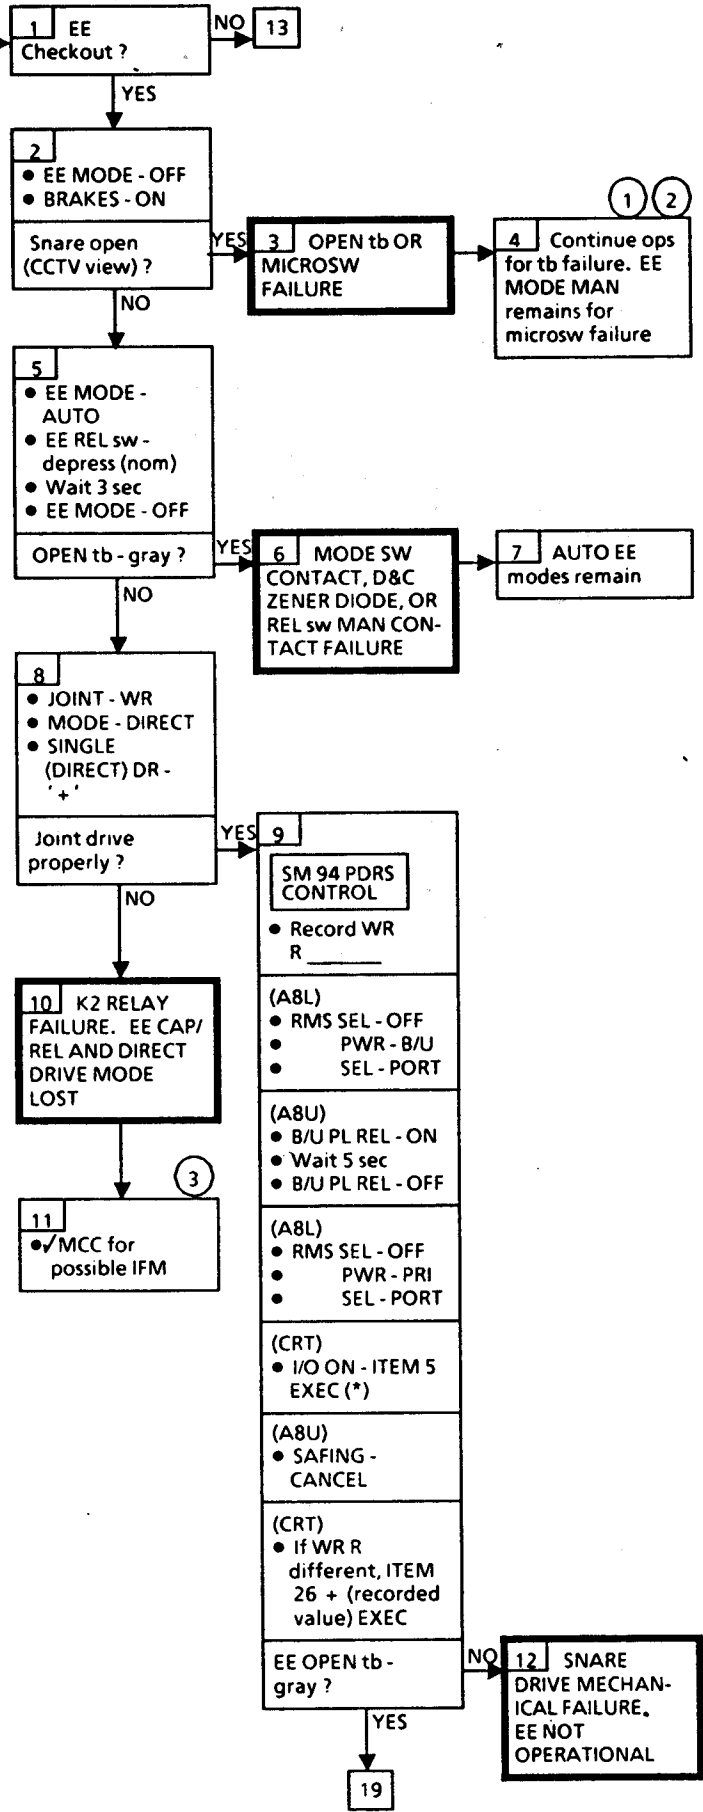 1 EE
Checkout ?
NO
13
YES
2
● EE MODE - OFF
● BRAKES - ON
Snare open
(CCTV view) ?
YES
3 OPEN tb OR
MICROSW
FAILURE
1 2
4 Continue ops
for tb failure. EE
MODE MAN
remains for
microsw failure
NO
5
● EE MODE -
AUTO
● EE REL sw -
depress (nom)
● Wait 3 sec
● EE MODE - OFF
OPEN tb - gray ?
YES
6 MODE SW
CONTACT, D&C
ZENER DIODE, OR
REL sw MAN CON-
TACT FAILURE
7 AUTO EE
modes remain
NO
8
● JOINT - WR
● MODE - DIRECT
● SINGLE
(DIRECT) DR -
'+'
Joint drive
properly ?
YES
9
SM 94 PDRS
CONTROL
● Record WR
R ______
(A8L)
● RMS SEL - OFF
● PWR - B/U
● SEL - PORT
(A8U)
● B/U PL REL - ON
● Wait 5 sec
● B/U PL REL - OFF
(A8L)
● RMS SEL - OFF
● PWR - PRI
● SEL - PORT
(CRT)
● I/O ON - ITEM 5
EXEC (*)
(A8U)
● SAFING -
CANCEL
(CRT)
● If WR R
different, ITEM
26 + (recorded
value) EXEC
EE OPEN tb -
gray ?
NO
12 SNARE
DRIVE MECHAN-
ICAL FAILURE.
EE NOT
OPERATIONAL
YES
19
NO
10 K2 RELAY
FAILURE. EE CAP/
REL AND DIRECT
DRIVE MODE
LOST
3
11
●✓MCC for
possible IFM